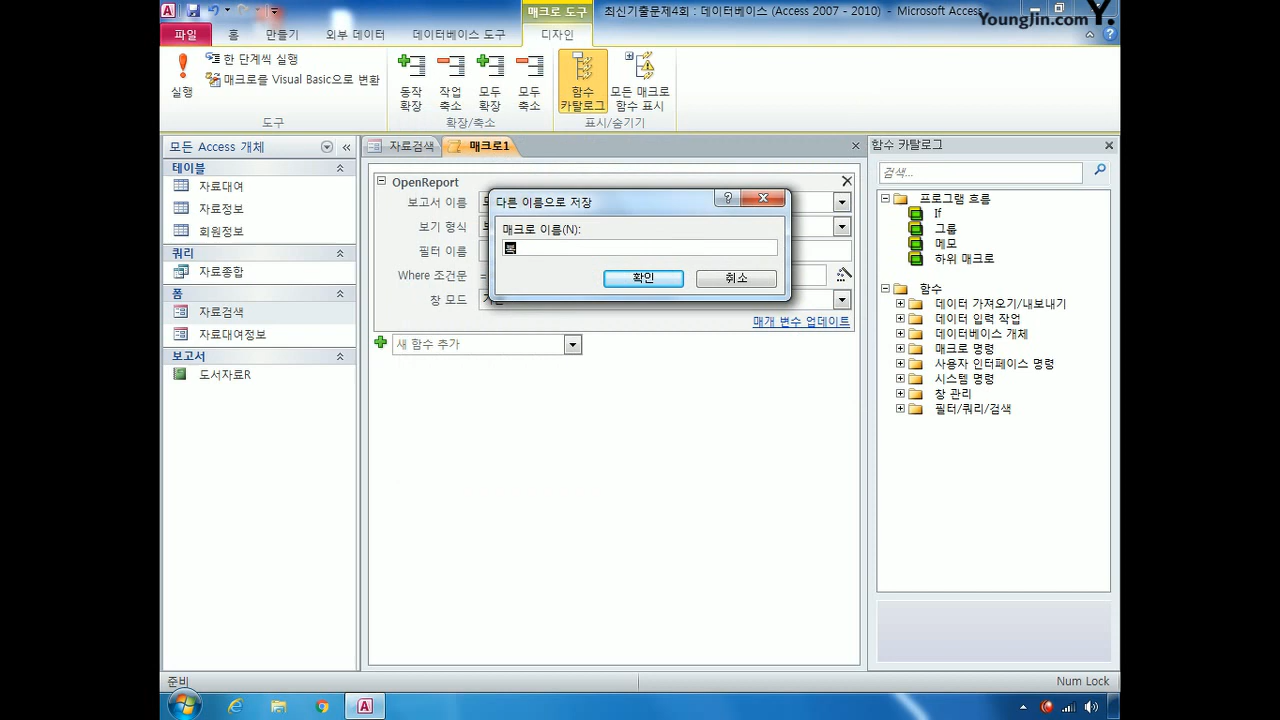 최신기출문제4회 : 데이터베이스 (Access 2007 - 2010) - Microsoft Access
매크로 도구
YoungJin.com Y.
파일 홈 만들기 외부 데이터 데이터베이스 도구 디자인
실행
한 단계씩 실행
매크로를 Visual Basic으로 변환
도구
동작 확장
작업 축소
모두 확장
모두 축소
확장/축소
함수 카탈로그
모든 매크로 함수 표시
표시/숨기기
모든 Access 개체
테이블
자료대여
자료정보
회원정보
쿼리
자료종합
폼
자료검색
자료대여정보
보고서
도서자료R
자료검색 매크로1
OpenReport
보고서 이름
보기 형식
필터 이름
Where 조건문 =
창 모드
매개 변수 업데이트
새 함수 추가
다른 이름으로 저장
매크로 이름(N):
확인 취소
함수 카탈로그
검색...
프로그램 흐름
If
그룹
메모
하위 매크로
함수
데이터 가져오기/내보내기
데이터 입력 작업
데이터베이스 개체
매크로 명령
사용자 인터페이스 명령
시스템 명령
창 관리
필터/쿼리/검색
준비
Num Lock